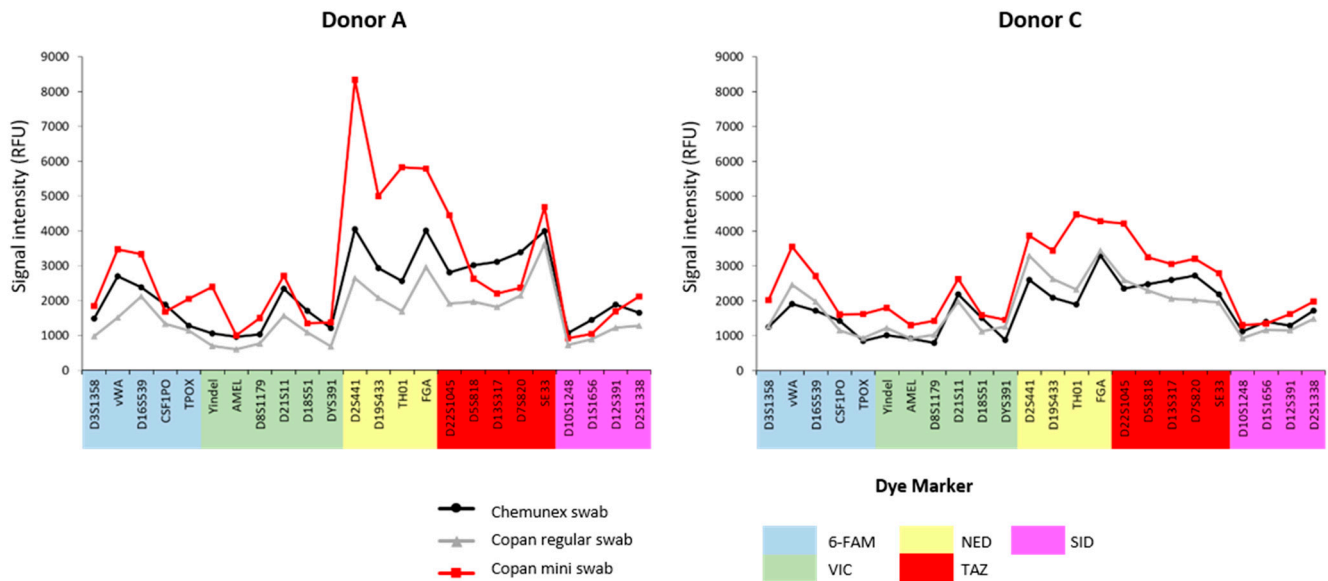 Donor A
Donor C
Signal intensity (RFU)
9000
8000
7000
6000
5000
4000
3000
2000
1000
0
D3S1358
vWA
D16S539
CSF1PO
TPOX
Yindel
AMEL
D8S1179
D21S11
D18S51
DYS391
D2S441
D19S433
TH01
FGA
D22S1045
D5S818
D13S317
D7S820
SE33
D10S1248
D1S1656
D12S391
D2S1338
Signal intensity (RFU)
9000
8000
7000
6000
5000
4000
3000
2000
1000
0
D3S1358
vWA
D16S539
CSF1PO
TPOX
Yindel
AMEL
D8S1179
D21S11
D18S51
DYS391
D2S441
D19S433
TH01
FGA
D22S1045
D5S818
D13S317
D7S820
SE33
D10S1248
D1S1656
D12S391
D2S1338
Chemunex swab
Copan regular swab
Copan mini swab
Dye Marker
6-FAM
NED
SID
VIC
TAZ